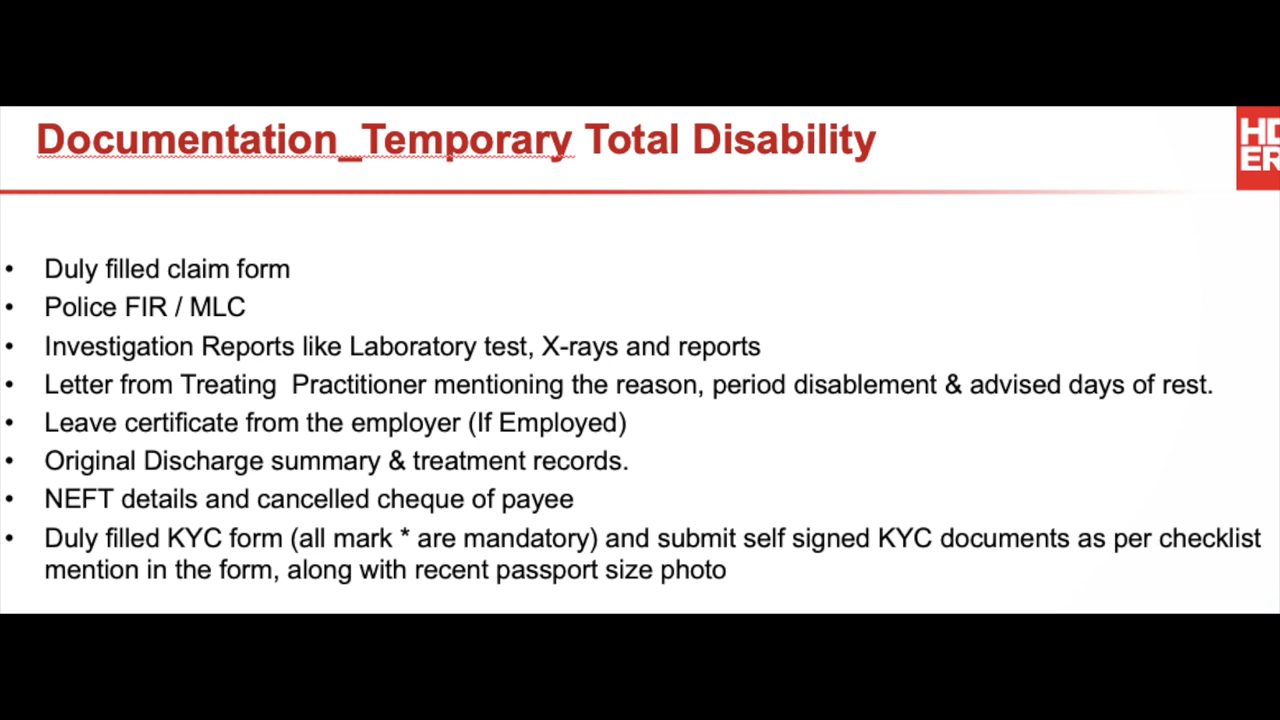 Documentation_Temporary Total Disability
HD
ER
• Duly filled claim form
• Police FIR / MLC
• Investigation Reports like Laboratory test, X-rays and reports
• Letter from Treating  Practitioner mentioning the reason, period disablement & advised days of rest.
• Leave certificate from the employer (If Employed)
• Original Discharge summary & treatment records.
• NEFT details and cancelled cheque of payee
• Duly filled KYC form (all mark * are mandatory) and submit self signed KYC documents as per checklist
mention in the form, along with recent passport size photo